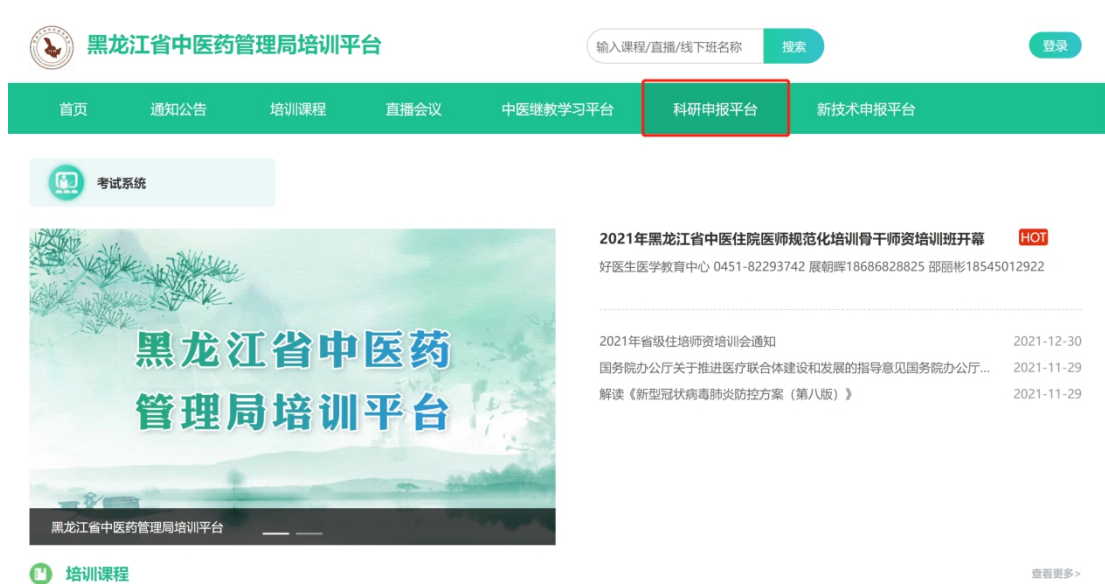 黑龙江省中医药管理局培训平台
输入课程/直播/线下班名称 搜索
登录
首页 通知公告 培训课程 直播会议 中医继教学习平台 科研申报平台 新技术申报平台
考试系统
黑龙江省中医药
管理局培训平台
黑龙江省中医药管理局培训平台
2021年黑龙江省中医住院医师规范化培训骨干师资培训班开幕 HOT
好医生医学教育中心 0451-82293742 展朝晖18686828825 邵丽彬18545012922
2021年省级住培师资培训会通知 2021-12-30
国务院办公厅关于推进医疗联合体建设和发展的指导意见国务院办公厅... 2021-11-29
解读《新型冠状病毒肺炎防控方案（第八版）》 2021-11-29
培训课程 查看更多>